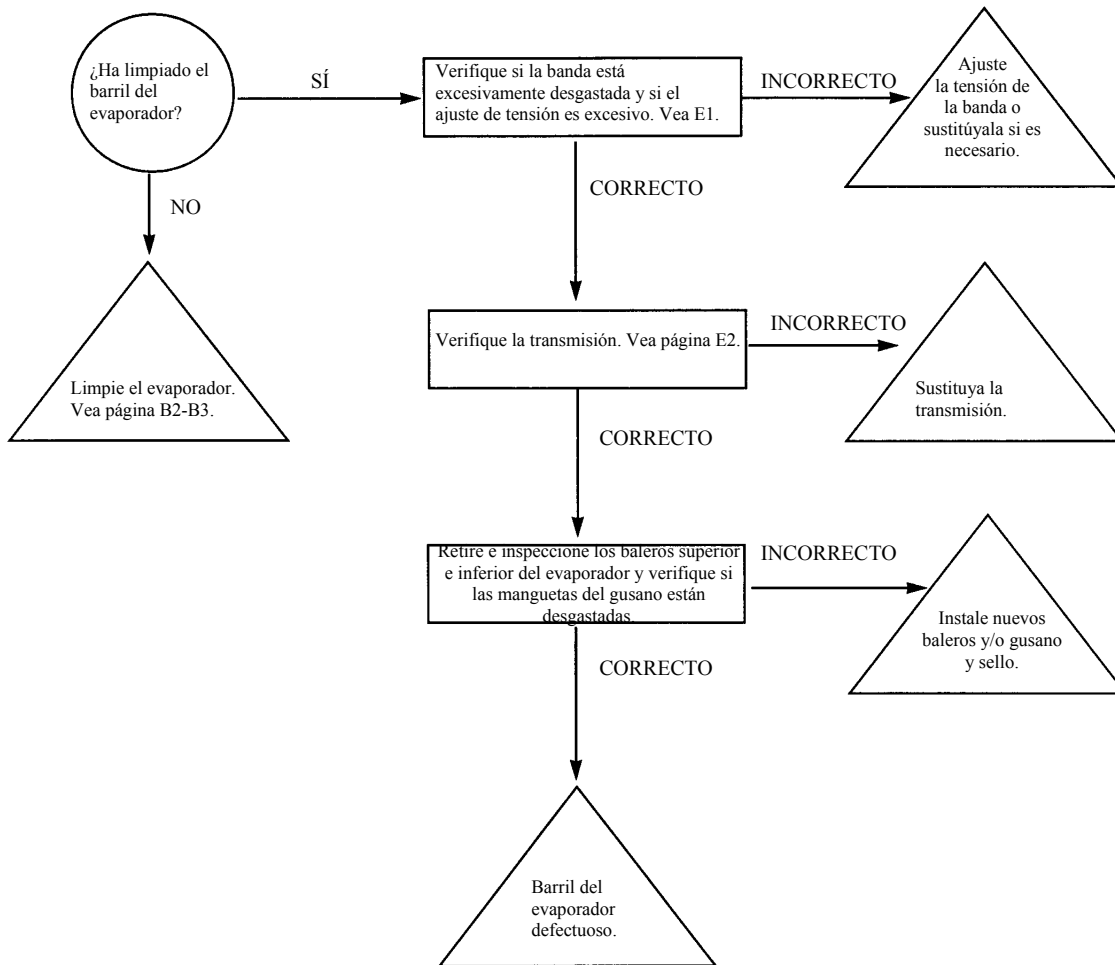 ¿Ha limpiado el
barril del
evaporador?
SÍ
Verifique si la banda está
excesivamente desgastada y si el
ajuste de tensión es excesivo. Vea E1.
INCORRECTO
Ajuste
la tensión de
la banda o
sustitúyala si es
necesario.
NO
CORRECTO
Limpie el evaporador.
Vea página B2-B3.
Verifique la transmisión. Vea página E2.
INCORRECTO
Sustituya la
transmisión.
CORRECTO
Retire e inspeccione los baleros superior
e inferior del evaporador y verifique si
las manguetas del gusano están
desgastadas.
INCORRECTO
Instale nuevos
baleros y/o gusano
y sello.
CORRECTO
Barril del
evaporador
defectuoso.